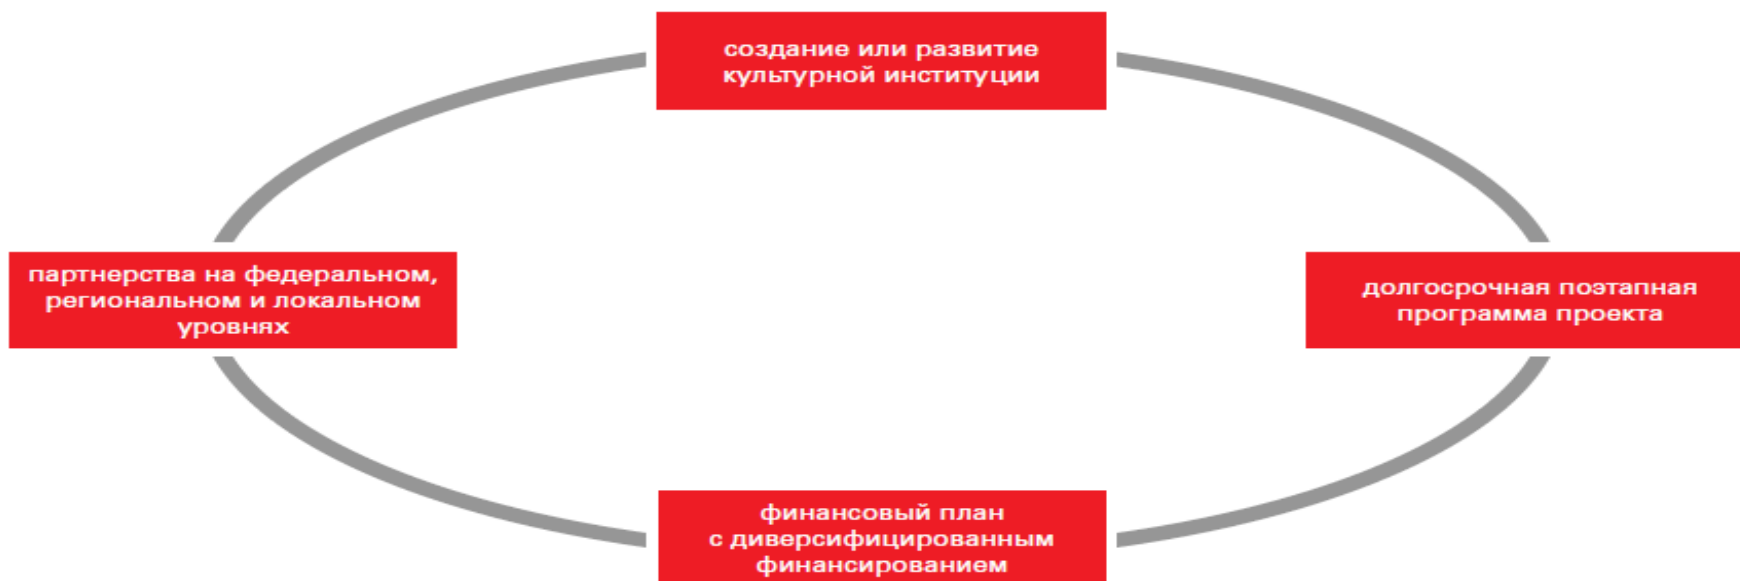 создание или развитие
культурной институции
партнерства на федеральном,
региональном и локальном
уровнях
долгосрочная поэтапная
программа проекта
финансовый план
с диверсифицированным
финансированием